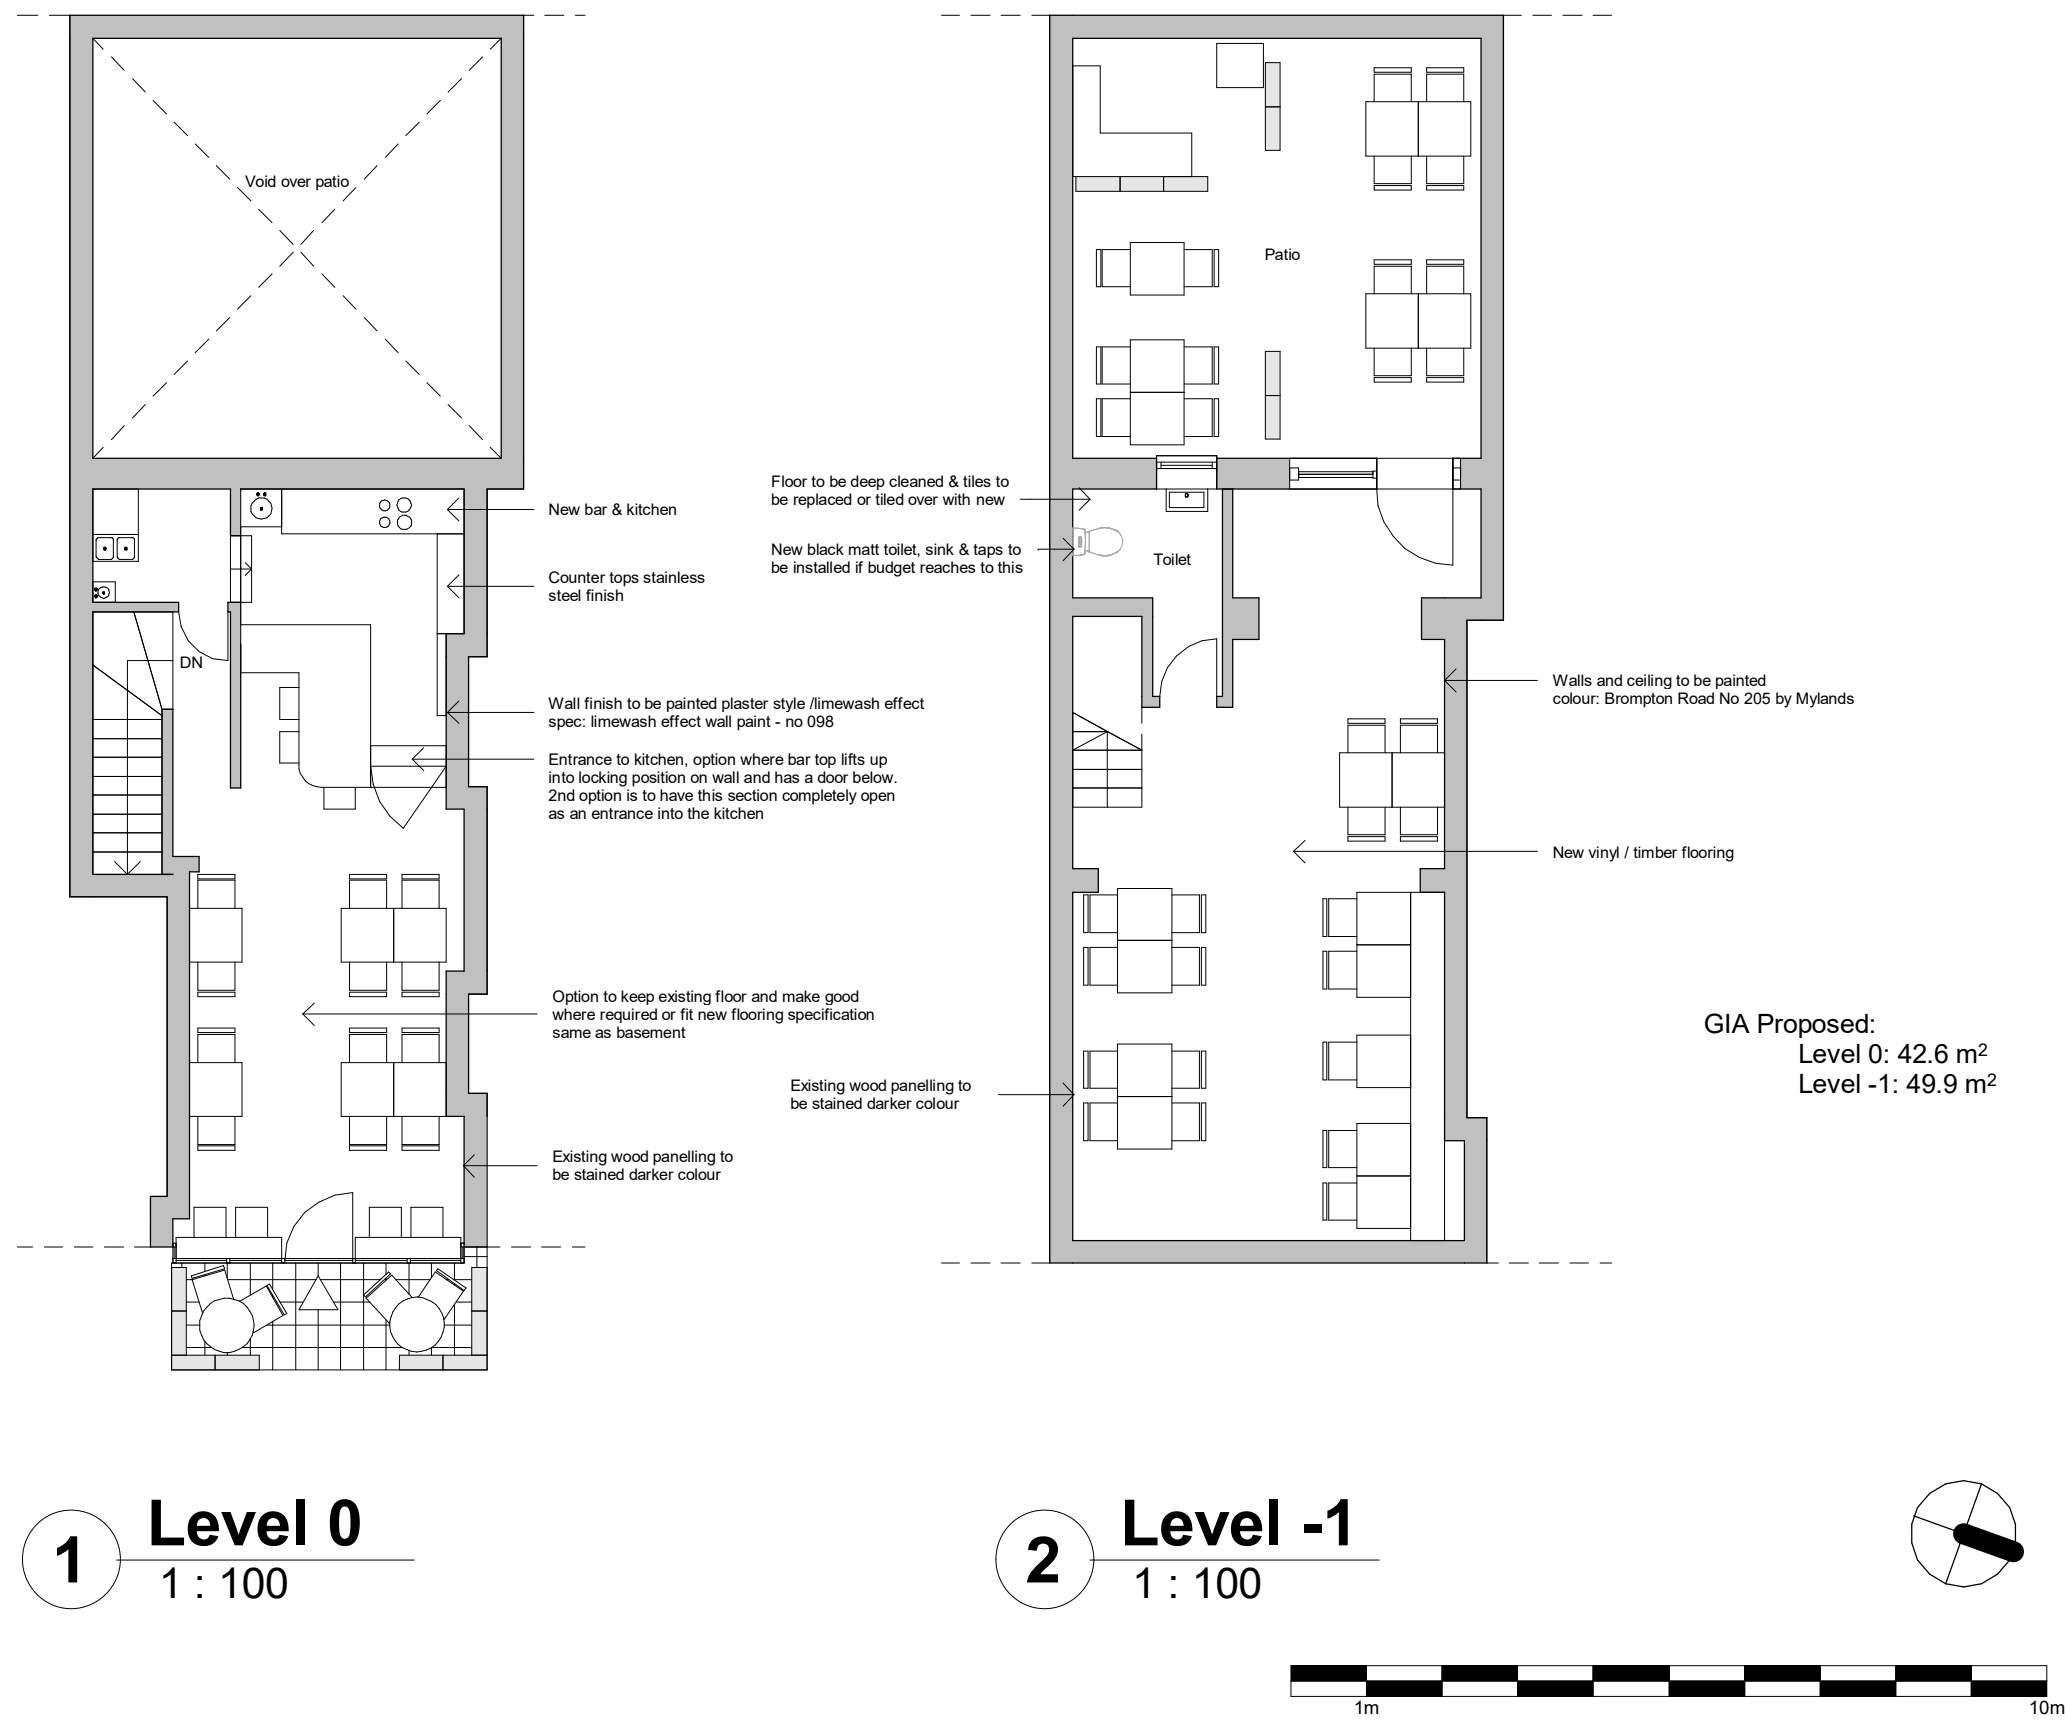 Void over patio
New bar & kitchen
Counter tops stainless
steel finish
DN
Wall finish to be painted plaster style /limewash effect
spec: limewash effect wall paint - no 098
Entrance to kitchen, option where bar top lifts up
into locking position on wall and has a door below.
2nd option is to have this section completely open
as an entrance into the kitchen
Option to keep existing floor and make good
where required or fit new flooring specification
same as basement
Existing wood panelling to
be stained darker colour
Patio
Floor to be deep cleaned & tiles to
be replaced or tiled over with new
New black matt toilet, sink & taps to
be installed if budget reaches to this
Toilet
Walls and ceiling to be painted
colour: Brompton Road No 205 by Mylands
New vinyl / timber flooring
Existing wood panelling to
be stained darker colour
GIA Proposed:
Level 0: 42.6 m²
Level -1: 49.9 m²
1
Level 0
1 : 100
2
Level -1
1 : 100
1m
10m